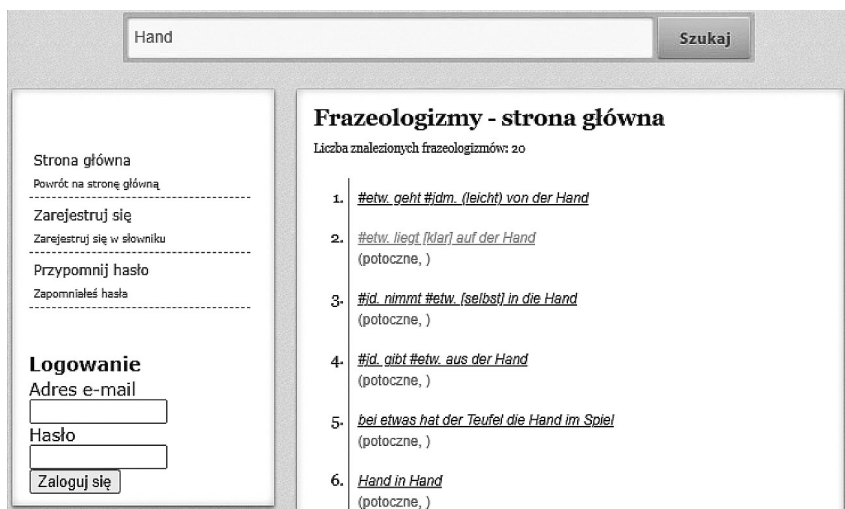 Hand
Szukaj
Strona główna
Powrót na stronę główną
Zarejestruj się
Zarejestruj się w słowniku
Przypomnij hasło
Zapomniałeś hasła
Logowanie
Adres e-mail
Hasło
Zaloguj się
Frazeologizmy - strona główna
Liczba znalezionych frazeologizmów: 20
1. #etw. geht #jdm. (leicht) von der Hand
2. #etw. liegt [klar] auf der Hand
(potoczne, )
3. #jd. nimmt #etw. [selbst] in die Hand
(potoczne, )
4. #jd. gibt #etw. aus der Hand
(potoczne, )
5. bei etwas hat der Teufel die Hand im Spiel
(potoczne, )
6. Hand in Hand
(potoczne, )